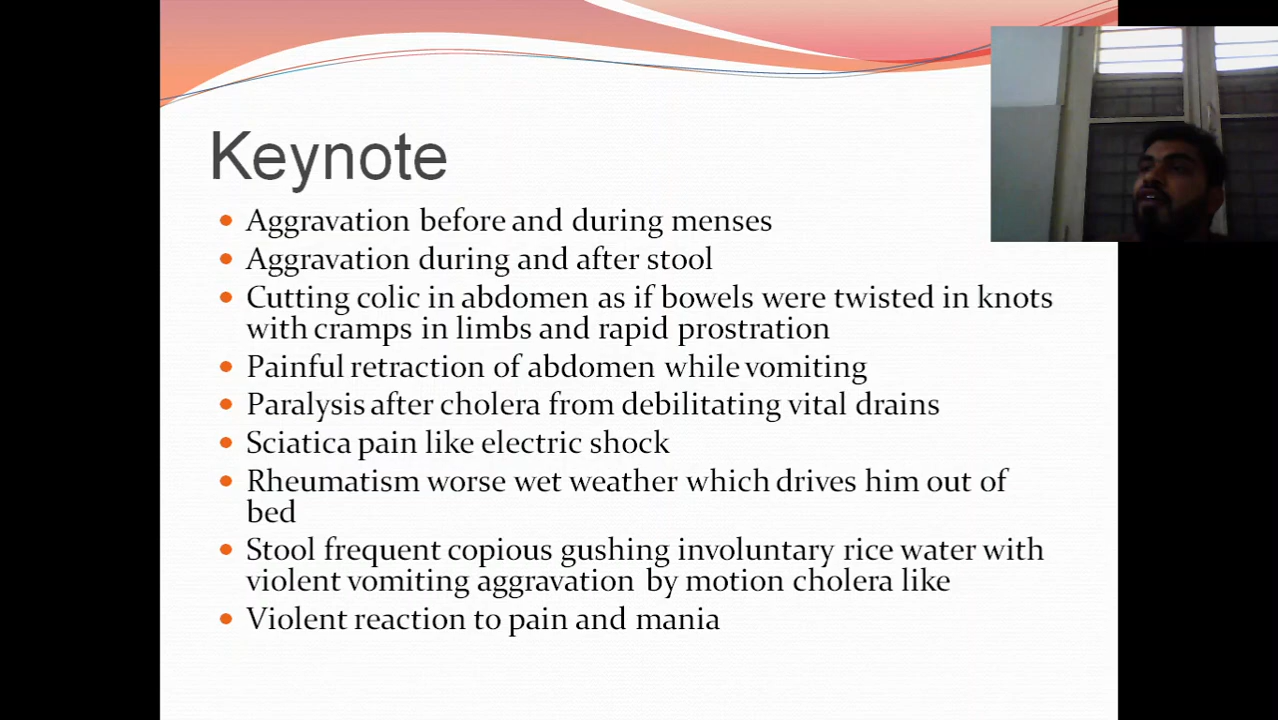 Keynote
Aggravation before and during menses
Aggravation during and after stool
Cutting colic in abdomen as if bowels were twisted in knots
with cramps in limbs and rapid prostration
Painful retraction of abdomen while vomiting
Paralysis after cholera from debilitating vital drains
Sciatica pain like electric shock
Rheumatism worse wet weather which drives him out of
bed
Stool frequent copious gushing involuntary rice water with
violent vomiting aggravation by motion cholera like
Violent reaction to pain and mania